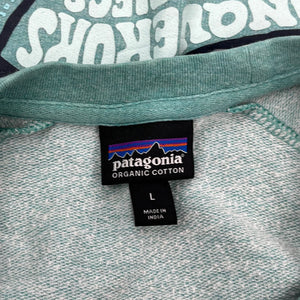 patagonia
ORGANIC COTTON
L
MADE IN
INDIA